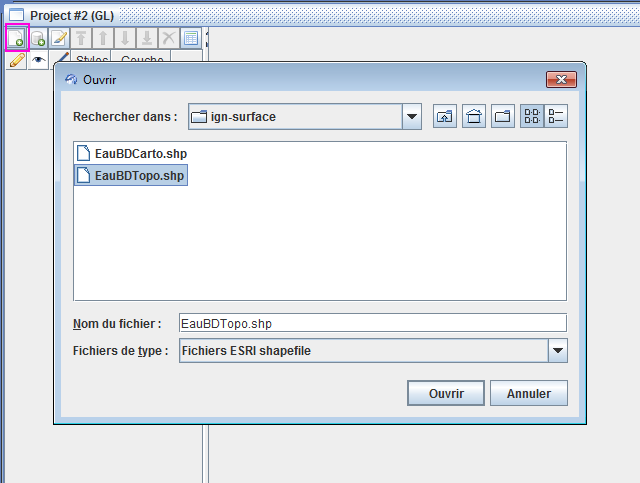 Project #2 (GL)
Styles Couche
Ouvrir
Rechercher dans : ign-surface
EauBDCarto.shp
EauBDTopo.shp
Nom du fichier : EauBDTopo.shp
Fichiers de type : Fichiers ESRI shapefile
Ouvrir Annuler